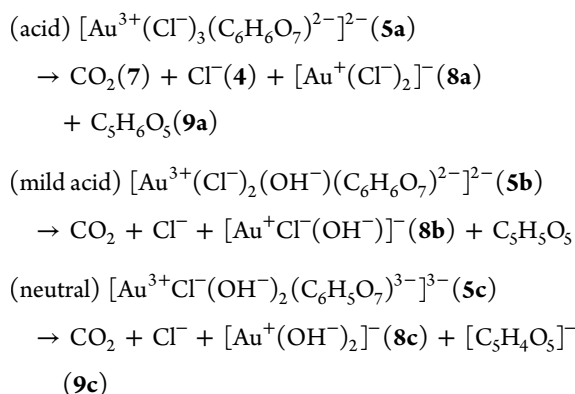 (acid) [Au³⁺(Cl⁻)₃(C₆H₆O₇)²⁻]²⁻(5a)
→ CO₂(7) + Cl⁻(4) + [Au⁺(Cl⁻)₂]⁻(8a)
+ C₅H₆O₅(9a)
(mild acid) [Au³⁺(Cl⁻)₂(OH⁻)(C₆H₆O₇)²⁻]²⁻(5b)
→ CO₂ + Cl⁻ + [Au⁺Cl⁻(OH⁻)]⁻(8b) + C₅H₅O₅
(neutral) [Au³⁺Cl⁻(OH⁻)₂(C₆H₅O₇)³⁻]³⁻(5c)
→ CO₂ + Cl⁻ + [Au⁺(OH⁻)₂]⁻(8c) + [C₅H₄O₅]⁻
(9c)